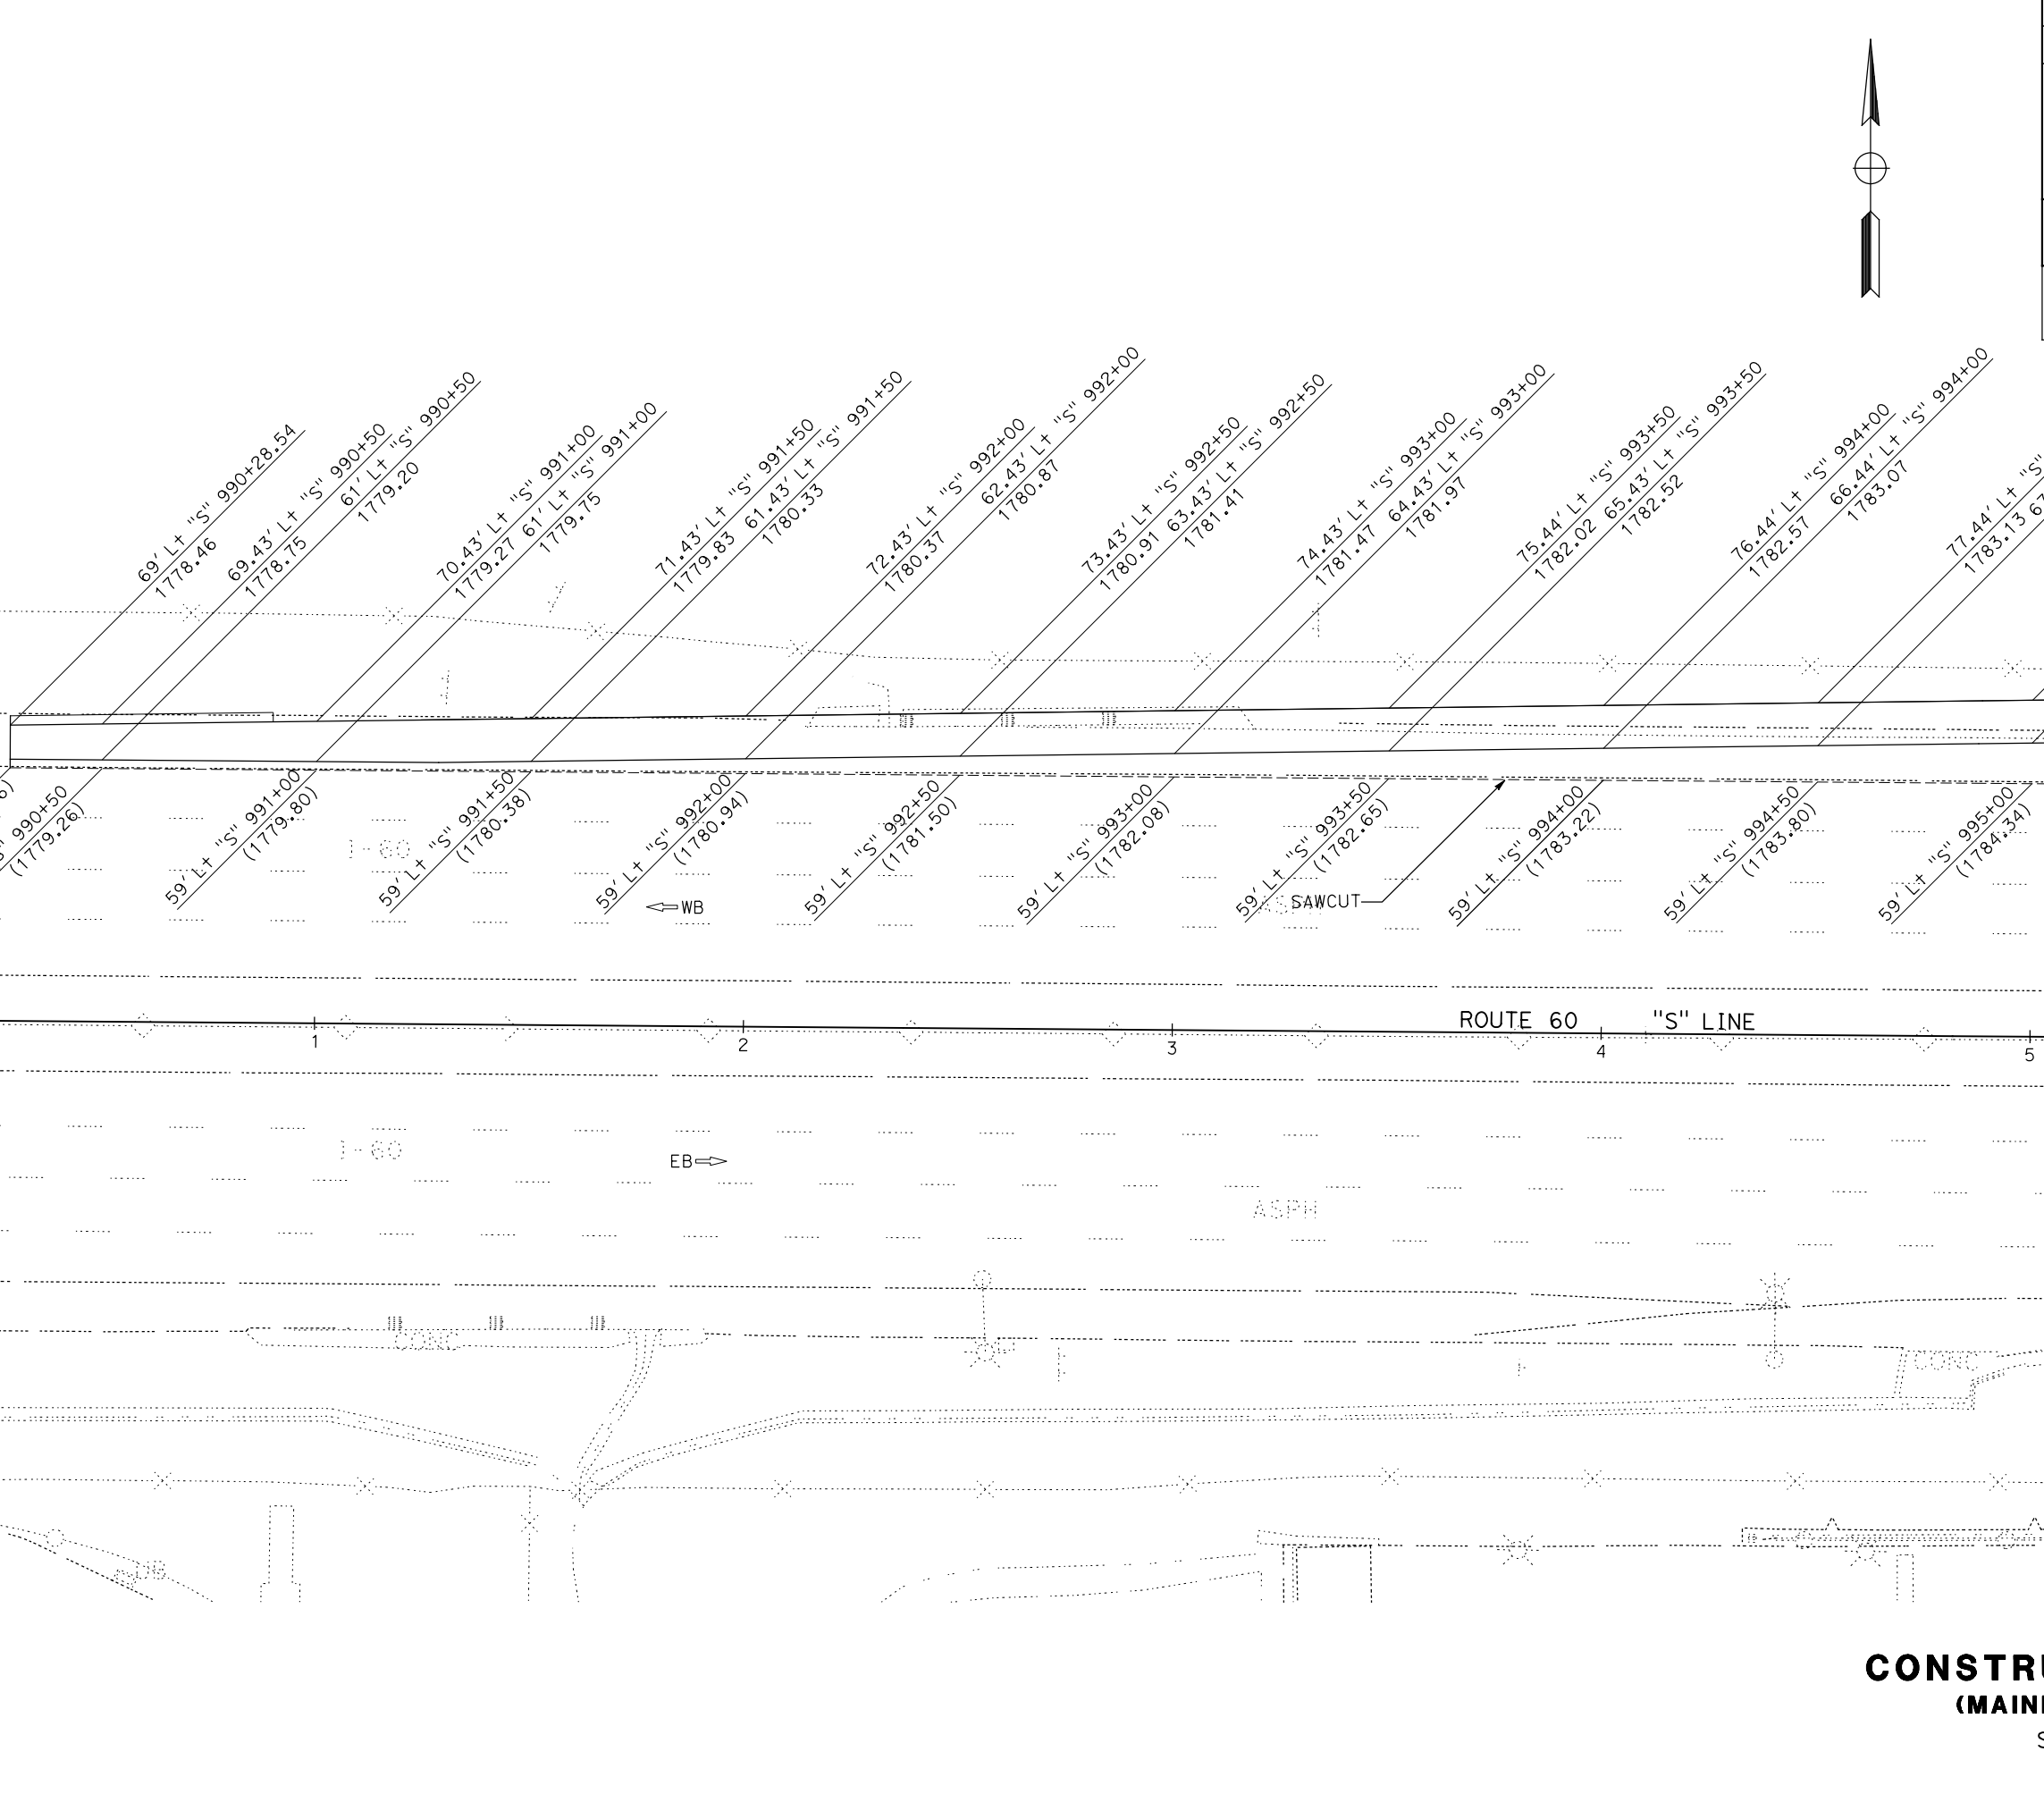 69' Lt "S" 990+28.54
1778.46
69.43' Lt "S" 990+50
1778.75
61' Lt "S" 990+50
1779.20
70.43' Lt "S" 991+00
1779.27
61' Lt "S" 991+00
1779.75
71.43' Lt "S" 991+50
1779.83
61.43' Lt "S" 991+50
1780.33
72.43' Lt "S" 992+00
1780.37
62.43' Lt "S" 992+00
1780.87
73.43' Lt "S" 992+50
1780.91
63.43' Lt "S" 992+50
1781.41
74.43' Lt "S" 993+00
1781.47
64.43' Lt "S" 993+00
1781.97
75.44' Lt "S" 993+50
1782.02
65.43' Lt "S" 993+50
1782.52
76.44' Lt "S" 994+00
1782.57
66.44' Lt "S" 994+00
1783.07
77.44' Lt "S"
1783.13
990+50
(1779.26)
59' Lt "S" 991+00
(1779.80)
59' Lt "S" 991+50
(1780.38)
59' Lt "S" 992+00
(1780.94)
59' Lt "S" 992+50
(1781.50)
59' Lt "S" 993+00
(1782.08)
59' Lt "S" 993+50
(1782.65)
59' Lt "S" 994+00
(1783.22)
59' Lt "S" 994+50
(1783.80)
59' Lt "S" 995+00
(1784.34)
I-60
WB
ASPH
SAWCUT
ROUTE 60 "S" LINE
1 2 3 4 5
I-60
EB
ASPH
CONC
CONC
CONSTR
(MAIN